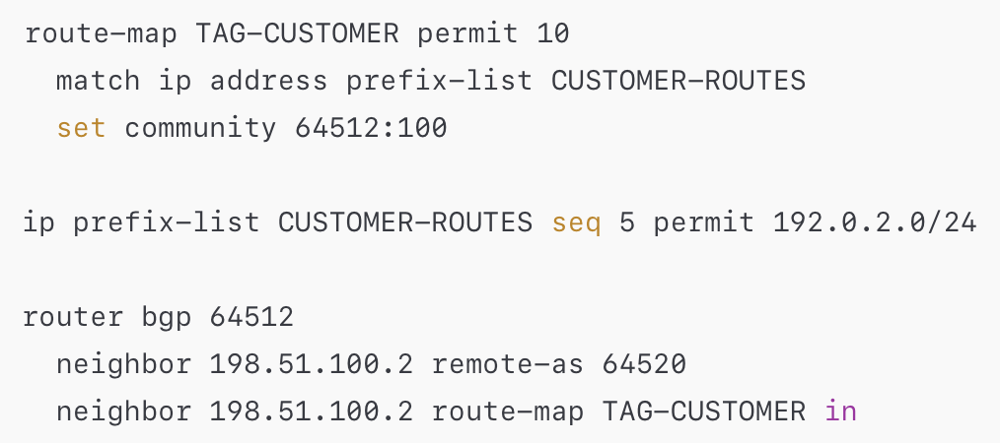 route-map TAG-CUSTOMER permit 10
match ip address prefix-list CUSTOMER-ROUTES
set community 64512:100
ip prefix-list CUSTOMER-ROUTES seq 5 permit 192.0.2.0/24
router bgp 64512
neighbor 198.51.100.2 remote-as 64520
neighbor 198.51.100.2 route-map TAG-CUSTOMER in